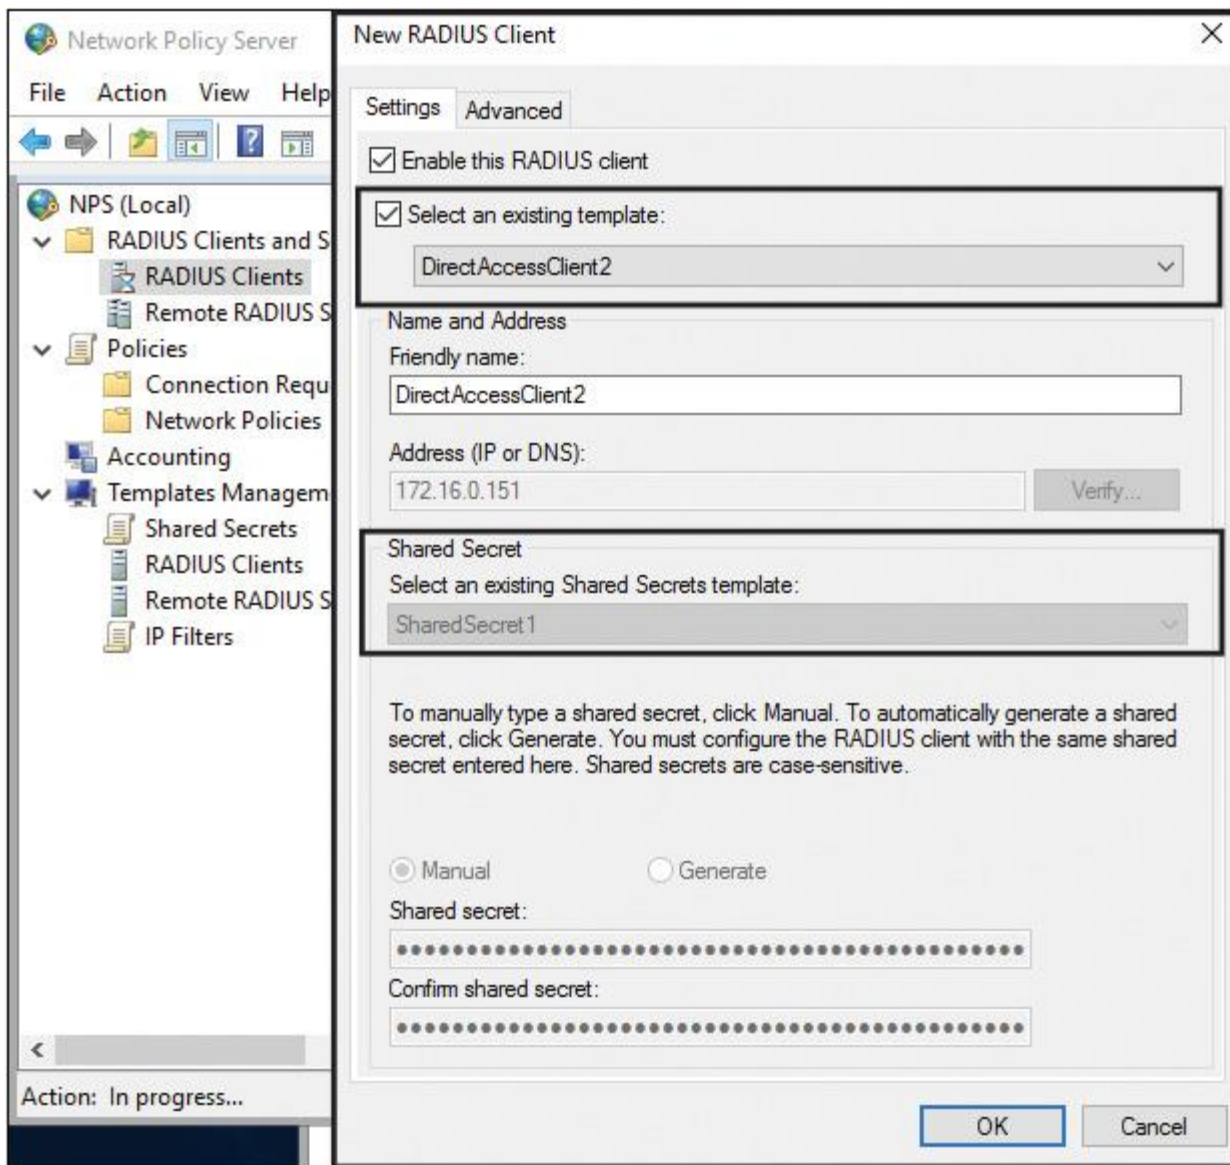 Network Policy Server
File Action View Help
NPS (Local)
RADIUS Clients and S
RADIUS Clients
Remote RADIUS S
Policies
Connection Requ
Network Policies
Accounting
Templates Managem
Shared Secrets
RADIUS Clients
Remote RADIUS S
IP Filters
Action: In progress...
New RADIUS Client
Settings Advanced
Enable this RADIUS client
Select an existing template:
DirectAccessClient2
Name and Address
Friendly name:
DirectAccessClient2
Address (IP or DNS):
172.16.0.151 Verify...
Shared Secret
Select an existing Shared Secrets template:
SharedSecret1
To manually type a shared secret, click Manual. To automatically generate a shared
secret, click Generate. You must configure the RADIUS client with the same shared
secret entered here. Shared secrets are case-sensitive.
Manual Generate
Shared secret:
Confirm shared secret:
OK Cancel